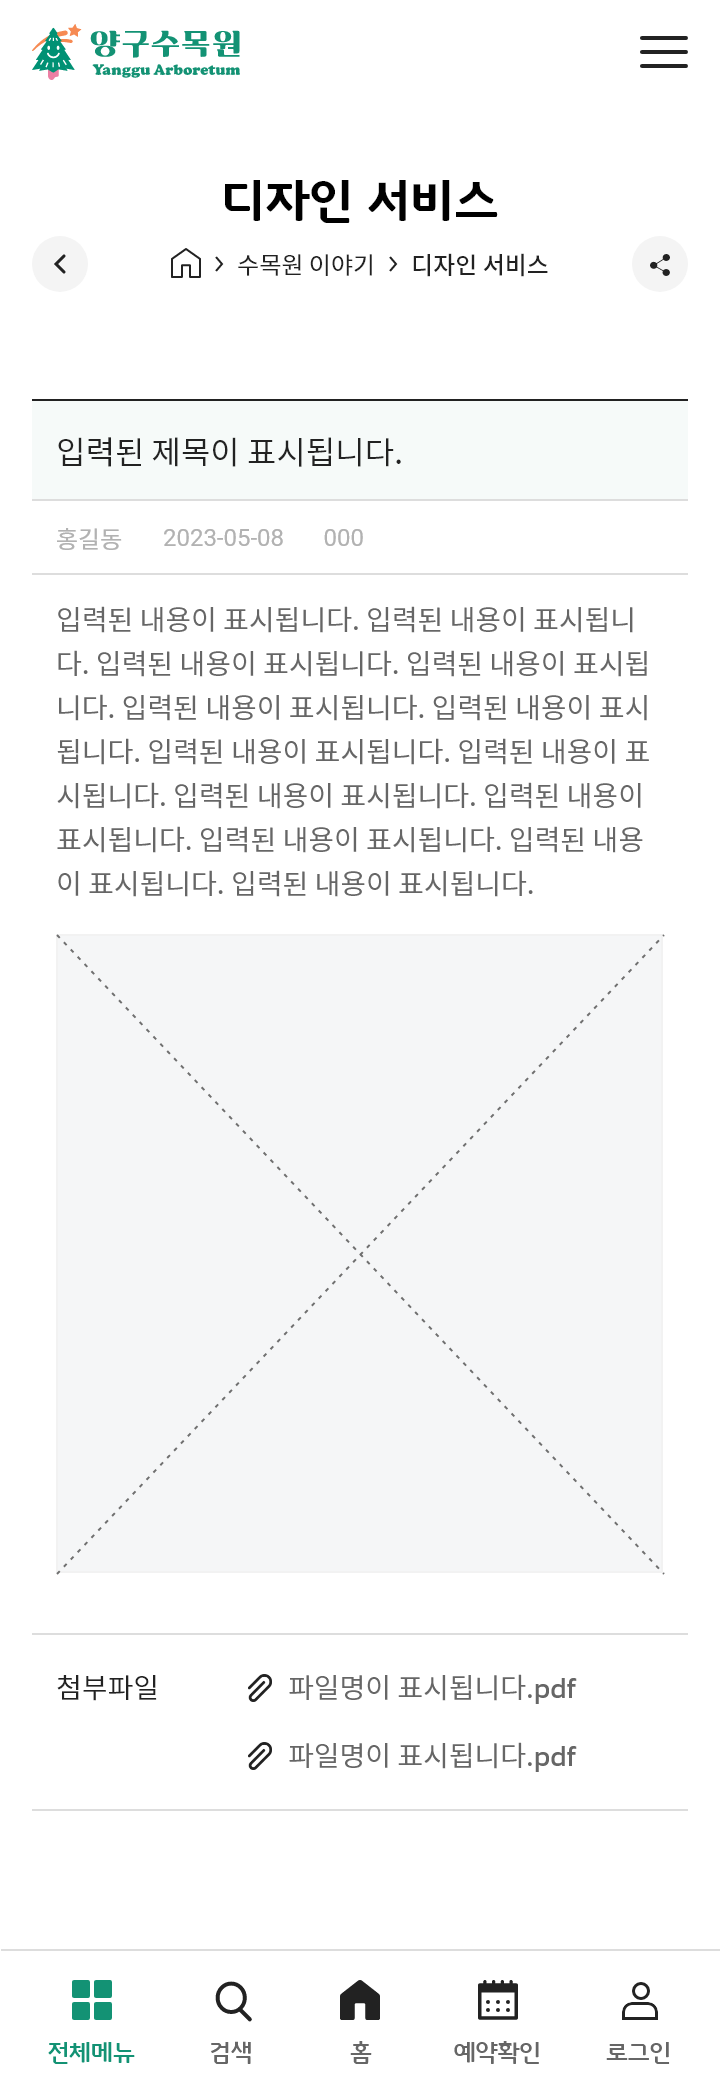 양구수목원
Yanggu Arboretum
디자인 서비스
수목원 이야기 디자인 서비스
입력된 제목이 표시됩니다.
홍길동 2023-05-08 000
입력된 내용이 표시됩니다. 입력된 내용이 표시됩니
다. 입력된 내용이 표시됩니다. 입력된 내용이 표시됩
니다. 입력된 내용이 표시됩니다. 입력된 내용이 표시
됩니다. 입력된 내용이 표시됩니다. 입력된 내용이 표
시됩니다. 입력된 내용이 표시됩니다. 입력된 내용이
표시됩니다. 입력된 내용이 표시됩니다. 입력된 내용
이 표시됩니다. 입력된 내용이 표시됩니다.
첨부파일 파일명이 표시됩니다.pdf
파일명이 표시됩니다.pdf
전체메뉴 검색 홈 예약확인 로그인